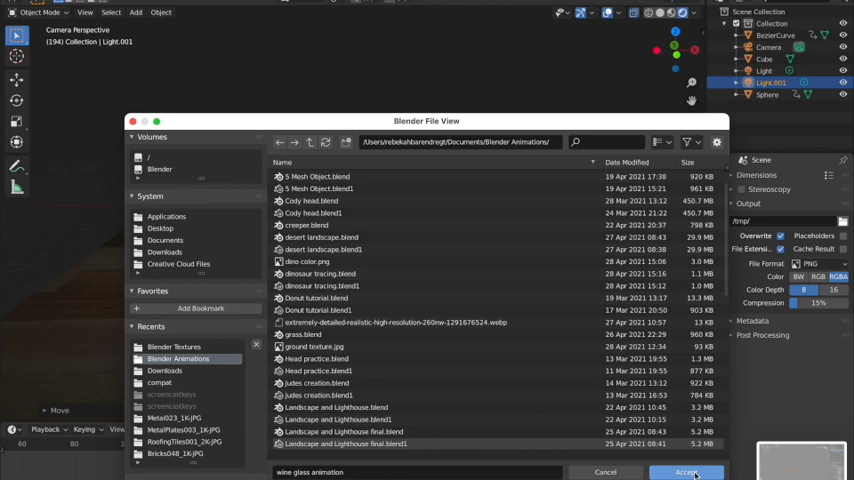 Object Mode View Select Add Object
Camera Perspective
(194) Collection | Light.001
Scene Collection
Collection
BezierCurve
Camera
Cube
Light
Light.001
Sphere
Blender File View
Volumes
/
Blender
System
Applications
Desktop
Documents
Downloads
Creative Cloud Files
Favorites
Add Bookmark
Recents
Blender Textures
Blender Animations
Downloads
compat
screencastkeys
screencastkeys
Metal023_1K-JPG
MetalPlates003_1K-JPG
RoofingTiles001_2K-JPG
Bricks048_1K-JPG
/Users/rebekahbarendregt/Documents/Blender Animations/
Name Date Modified Size
5 Mesh Object.blend 19 Apr 2021 17:38 920 KB
5 Mesh Object.blend1 19 Apr 2021 15:21 961 KB
Cody head.blend 28 Mar 2021 13:12 450.7 MB
Cody head.blend1 24 Mar 2021 21:22 450.7 MB
creeper.blend 22 Apr 2021 20:37 798 KB
desert landscape.blend 27 Apr 2021 08:43 29.9 MB
desert landscape.blend1 27 Apr 2021 08:38 29.9 MB
dino color.png 28 Apr 2021 15:06 3.0 MB
dinosaur tracing.blend 28 Apr 2021 15:16 1.1 MB
dinosaur tracing.blend1 28 Apr 2021 15:12 1.0 MB
Donut tutorial.blend 19 Mar 2021 13:17 13.3 MB
Donut tutorial.blend1 17 Mar 2021 20:50 903 KB
extremely-detailed-realistic-high-resolution-260nw-1291676524.webp 27 Apr 2021 10:57 13 KB
grass.blend 26 Apr 2021 22:29 960 KB
ground texture.jpg 28 Apr 2021 12:34 93 KB
Head practice.blend 13 Mar 2021 19:55 1.3 MB
Head practice.blend1 11 Mar 2021 19:55 877 KB
Judes creation.blend 14 Mar 2021 13:12 922 KB
Judes creation.blend1 13 Mar 2021 16:53 784 KB
Landscape and Lighthouse.blend 22 Apr 2021 10:45 3.2 MB
Landscape and Lighthouse.blend1 22 Apr 2021 10:15 3.2 MB
Landscape and Lighthouse final.blend 25 Apr 2021 08:43 5.2 MB
Landscape and Lighthouse final.blend1 25 Apr 2021 08:41 5.2 MB
wine glass animation Cancel Accept
Scene
Dimensions
Stereoscopy
Output
/tmp/
Overwrite Placeholders
File Extensi.. Cache Result
File Format PNG
Color BW RGB RGBA
Color Depth 8 16
Compression 15%
Metadata
Post Processing
Move
Playback Keying View
60 80